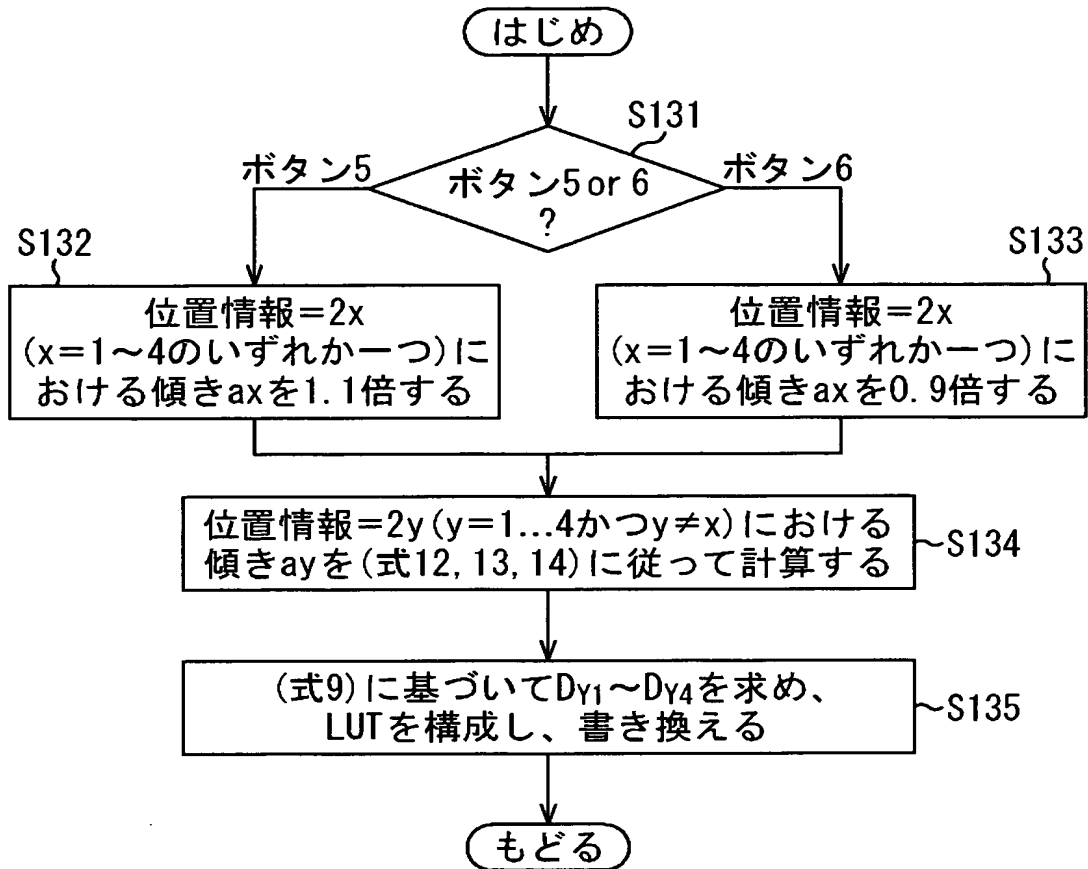 はじめ
S131
ボタン5
ボタン5 or 6
?
ボタン6
S132
位置情報=2x
(x=1~4のいずれか一つ)に
おける傾きaxを1.1倍する
S133
位置情報=2x
(x=1~4のいずれか一つ)に
おける傾きaxを0.9倍する
位置情報=2y(y=1...4かつy≠x)における
傾きayを(式12,13,14)に従って計算する
S134
(式9)に基づいてDY1~DY4を求め、
LUTを構成し、書き換える
S135
もどる